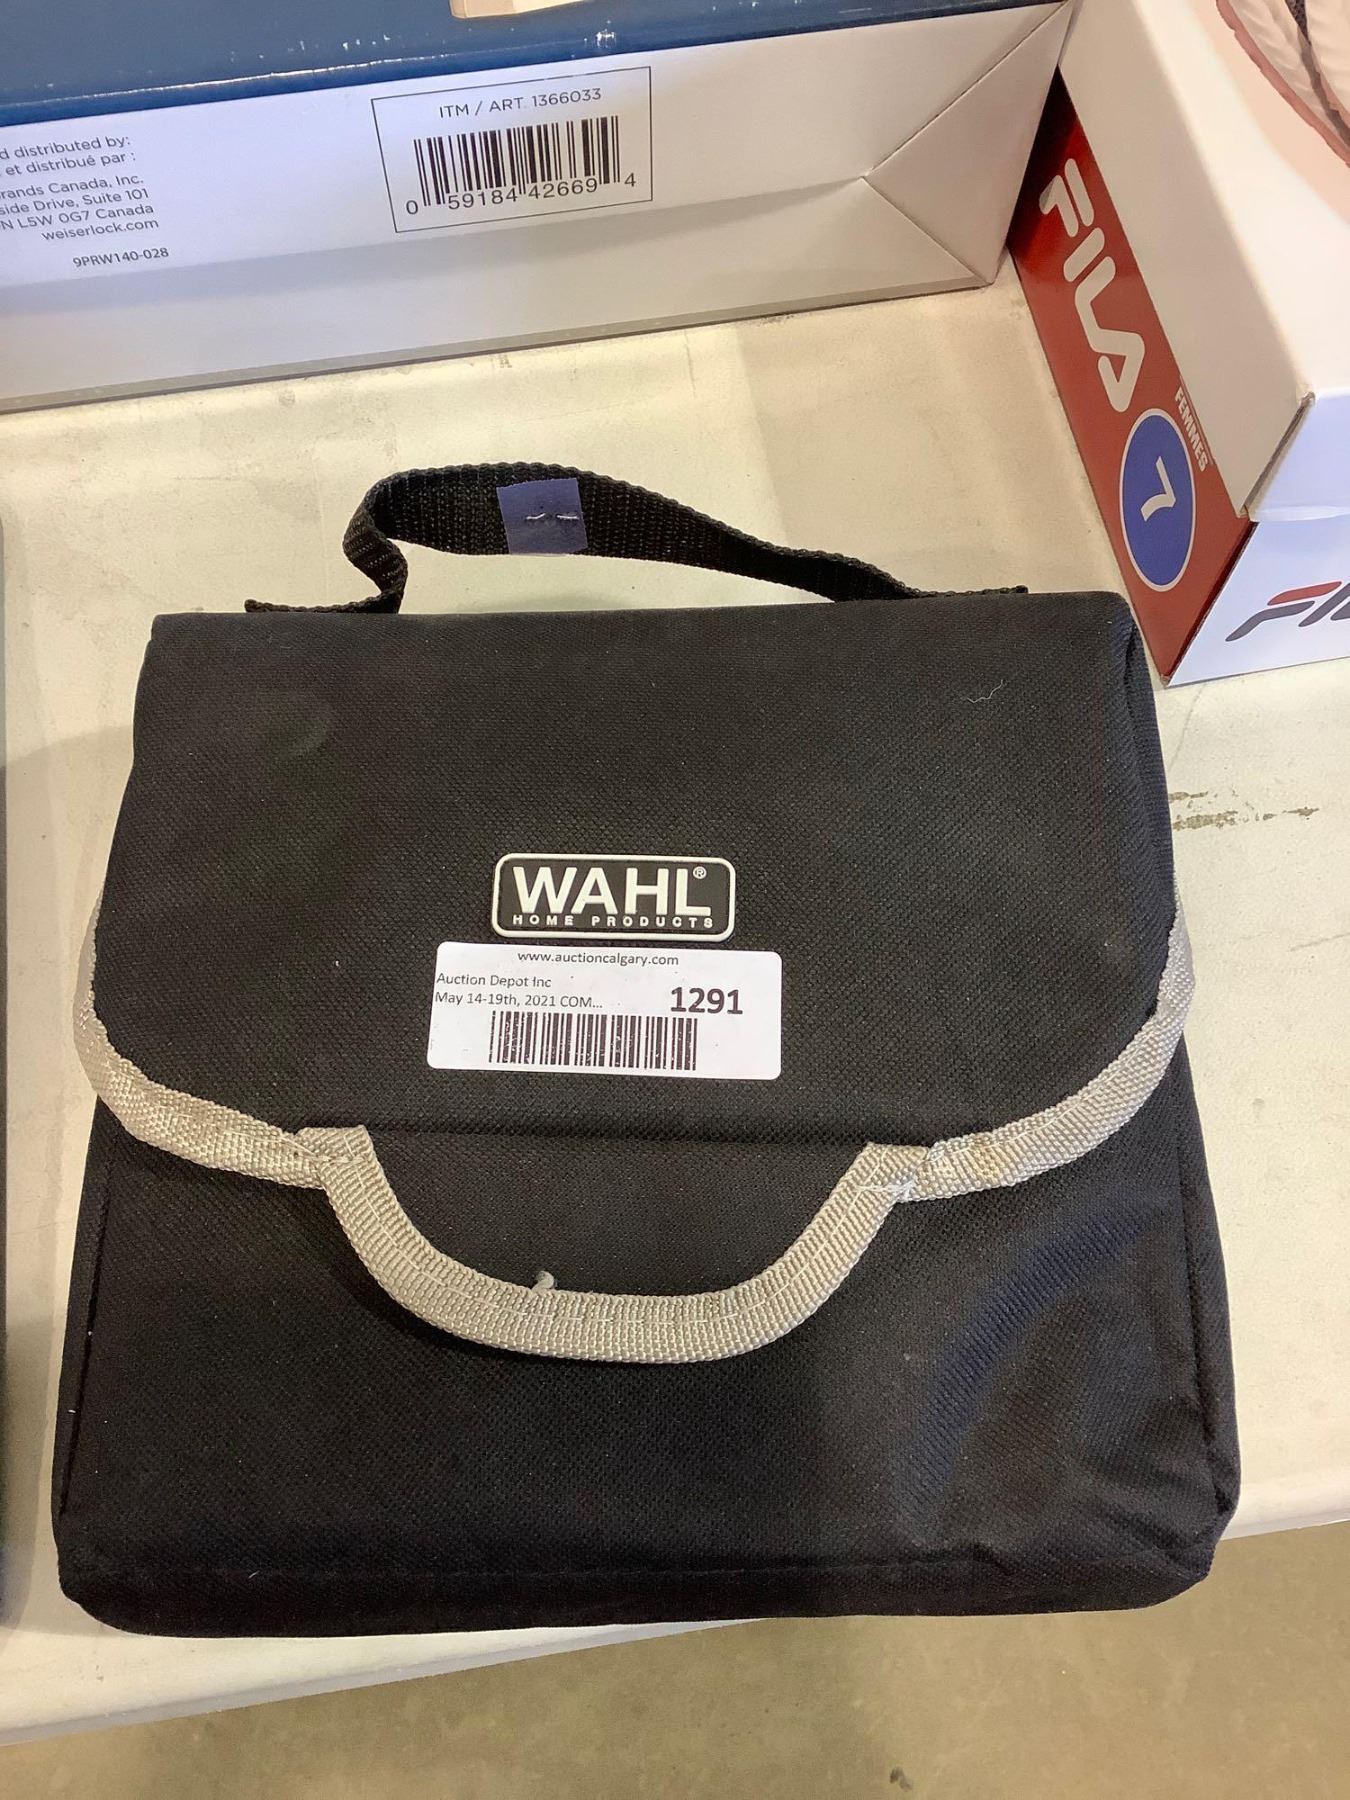 ITM / ART. 1366033
0 59184 42669 4
d distributed by:
et distribué par :
rands Canada, Inc.
side Drive, Suite 101
N L5W 0G7 Canada
weiserlock.com
9PRW140-028
FILA
FEMMES
7
WAHL®
HOME PRODUCTS
www.auctioncalgary.com
Auction Depot Inc
May 14-19th, 2021 COM...
1291